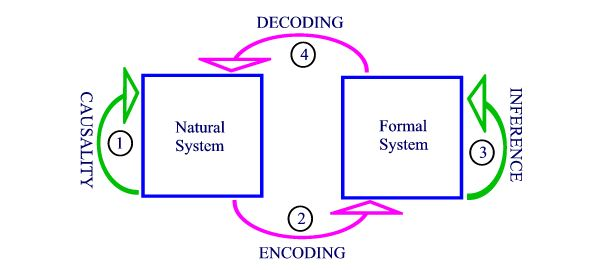 DECODING
4
CAUSALITY
1
Natural
System
Formal
System
3
INFERENCE
2
ENCODING